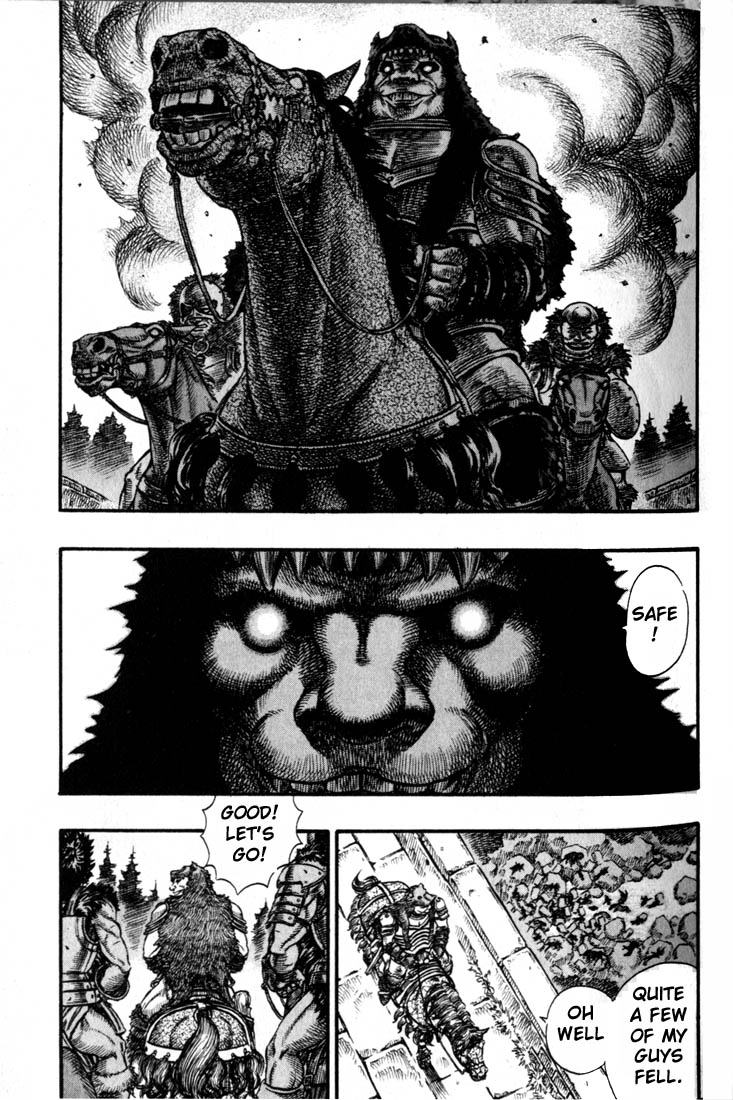 SAFE
!
QUITE
A FEW
OF MY
GUYS
FELL.
OH
WELL
GOOD!
LET'S
GO!